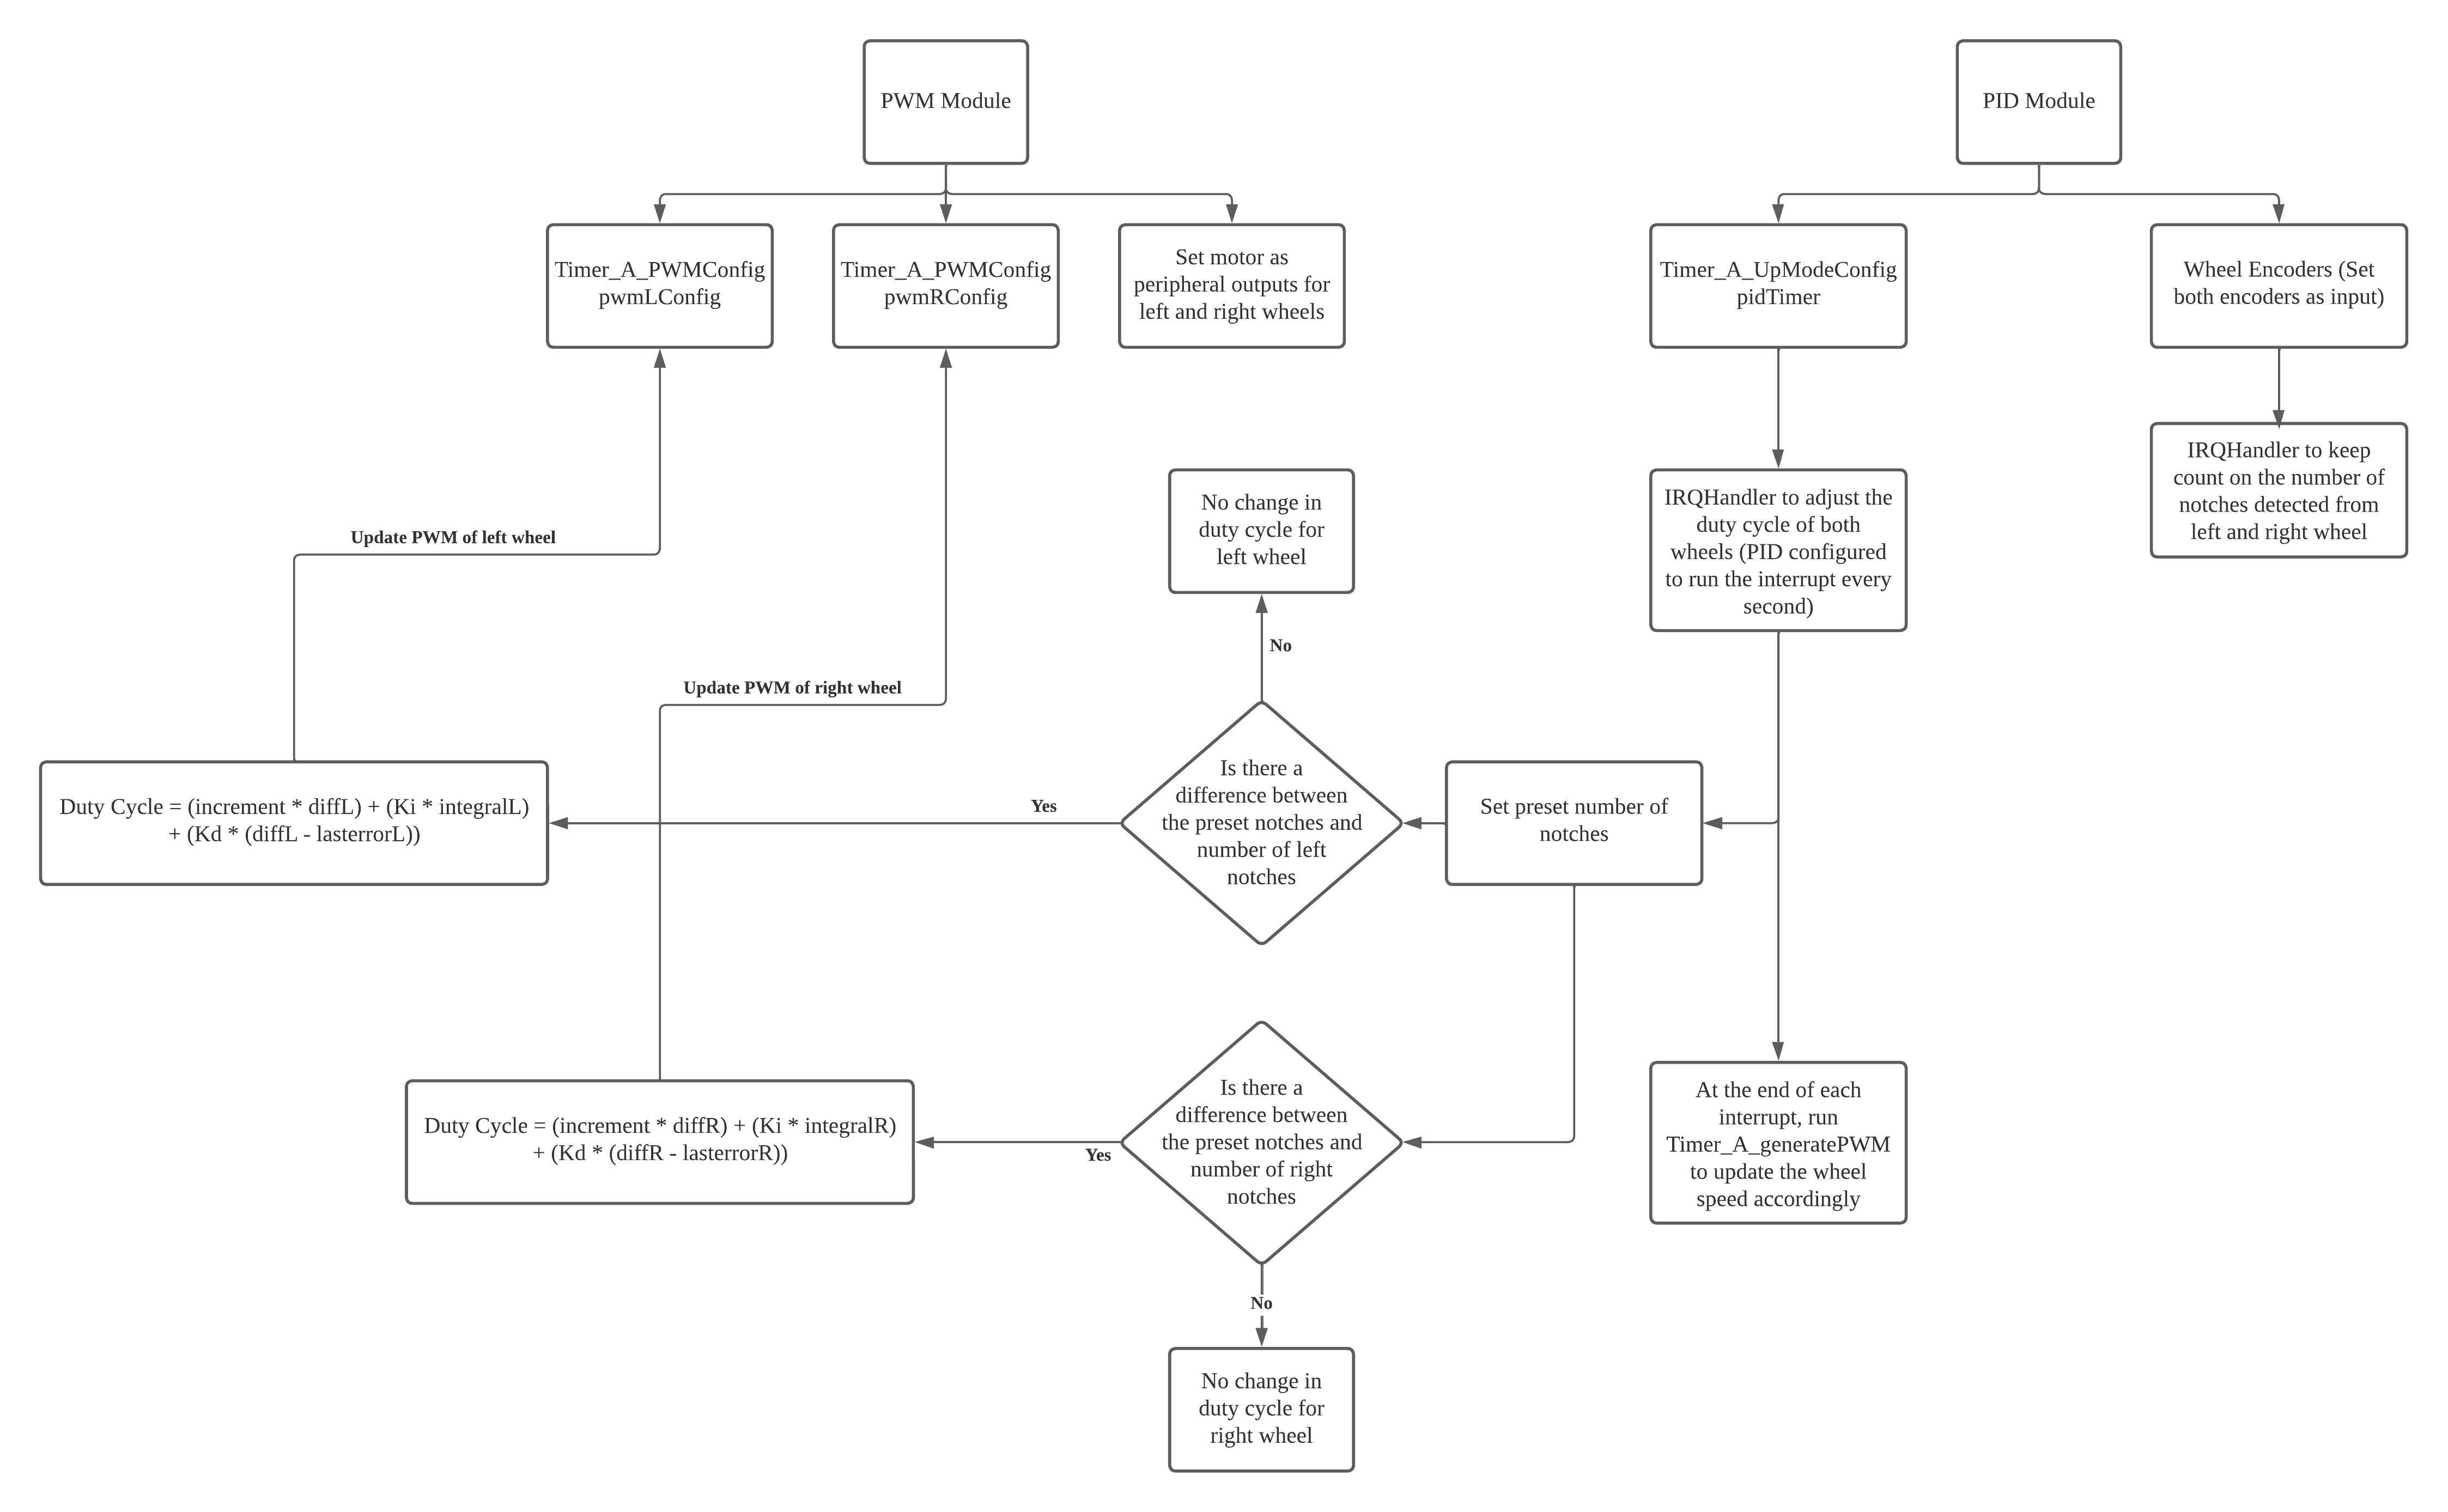 PWM Module
PID Module
Timer_A_PWMConfig
pwmLConfig
Timer_A_PWMConfig
pwmRConfig
Set motor as
peripheral outputs for
left and right wheels
Timer_A_UpModeConfig
pidTimer
Wheel Encoders (Set
both encoders as input)
IRQHandler to keep
count on the number of
notches detected from
left and right wheel
No change in
duty cycle for
left wheel
IRQHandler to adjust the
duty cycle of both
wheels (PID configured
to run the interrupt every
second)
Update PWM of left wheel
No
Update PWM of right wheel
Duty Cycle = (increment * diffL) + (Ki * integralL)
+ (Kd * (diffL - lasterrorL))
Yes
Is there a
difference between
the preset notches and
number of left
notches
Set preset number of
notches
Duty Cycle = (increment * diffR) + (Ki * integralR)
+ (Kd * (diffR - lasterrorR))
Yes
Is there a
difference between
the preset notches and
number of right
notches
At the end of each
interrupt, run
Timer_A_generatePWM
to update the wheel
speed accordingly
No
No change in
duty cycle for
right wheel